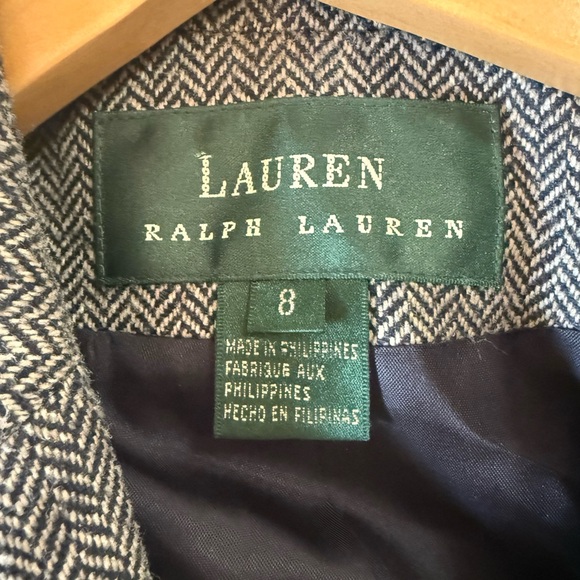 LAUREN
RALPH LAUREN
8
MADE IN PHILIPPINES
FABRIQUE AUX
PHILIPPINES
HECHO EN FILIPINAS